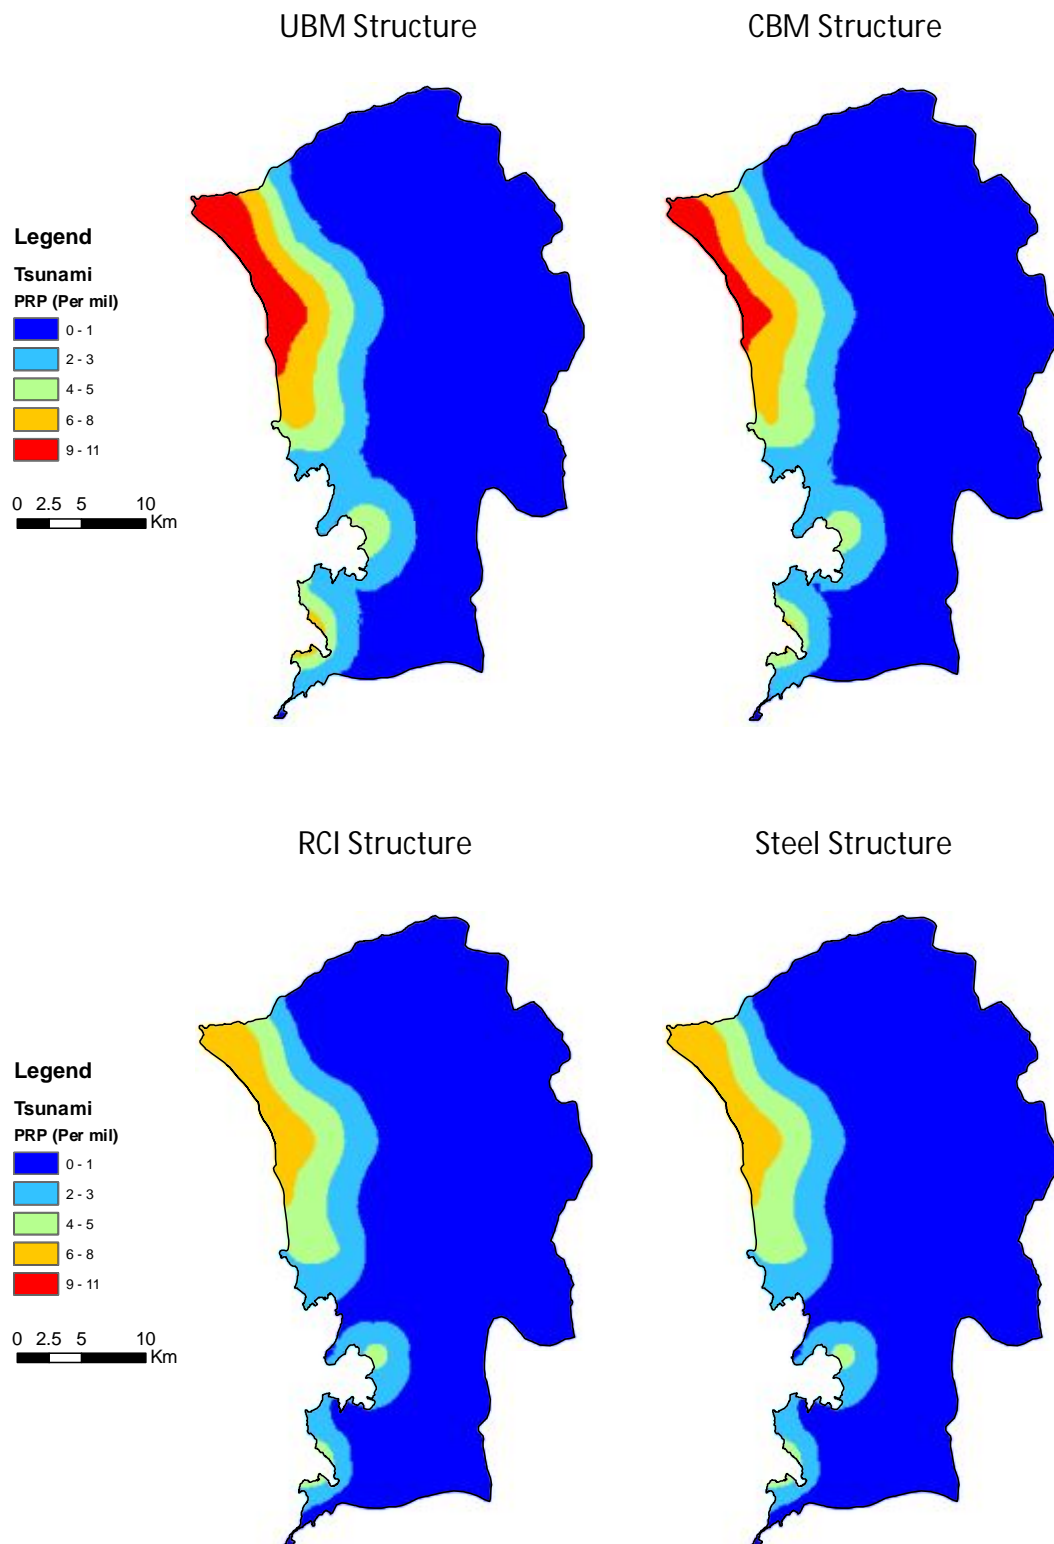 UBM Structure
CBM Structure
Legend
Tsunami
PRP (Per mil)
0 - 1
2 - 3
4 - 5
6 - 8
9 - 11
0 2.5 5 10
Km
RCI Structure
Steel Structure
Legend
Tsunami
PRP (Per mil)
0 - 1
2 - 3
4 - 5
6 - 8
9 - 11
0 2.5 5 10
Km